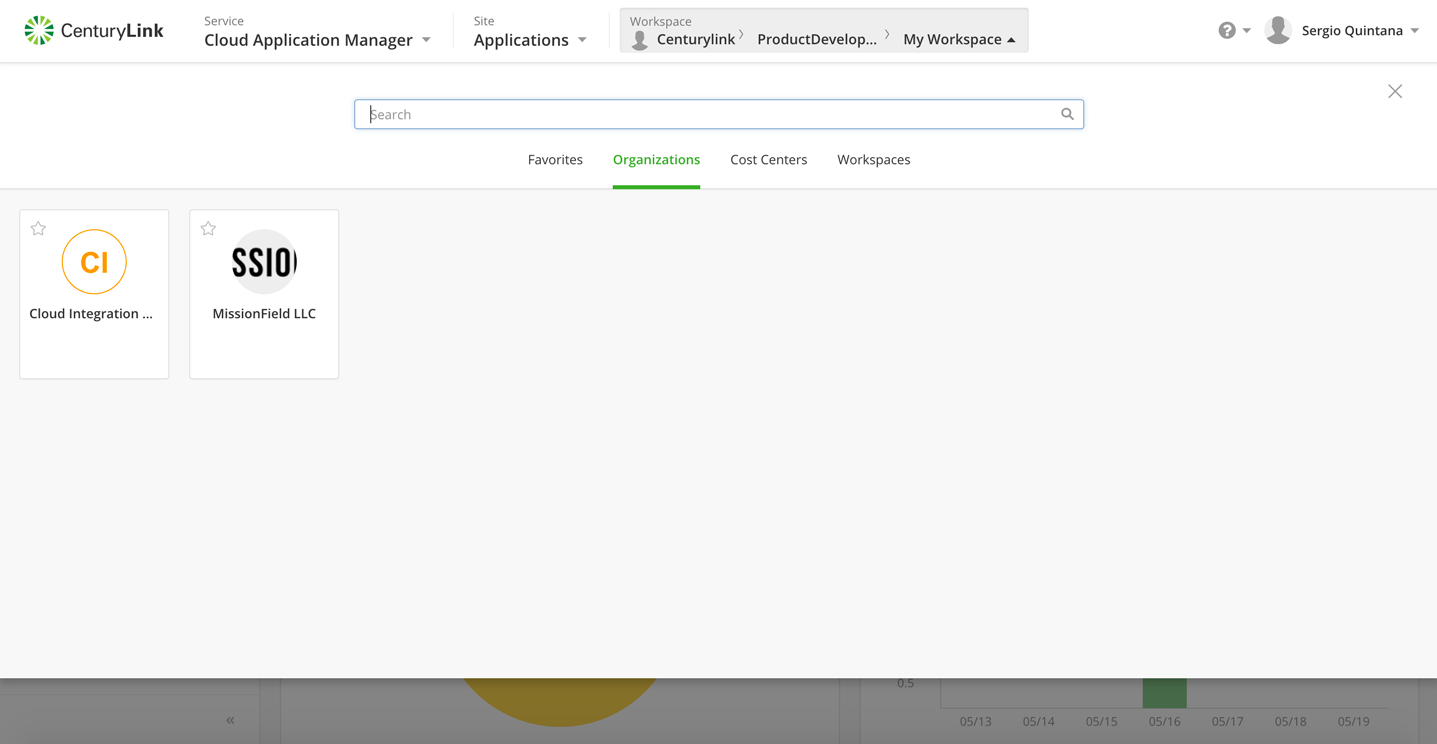 CenturyLink
Service
Cloud Application Manager
Site
Applications
Workspace
Centurylink
ProductDevelop...
My Workspace
?
Sergio Quintana
Search
Favorites
Organizations
Cost Centers
Workspaces
CI
Cloud Integration ...
SSIO
MissionField LLC
0.5
«
05/13 05/14 05/15 05/16 05/17 05/18 05/19